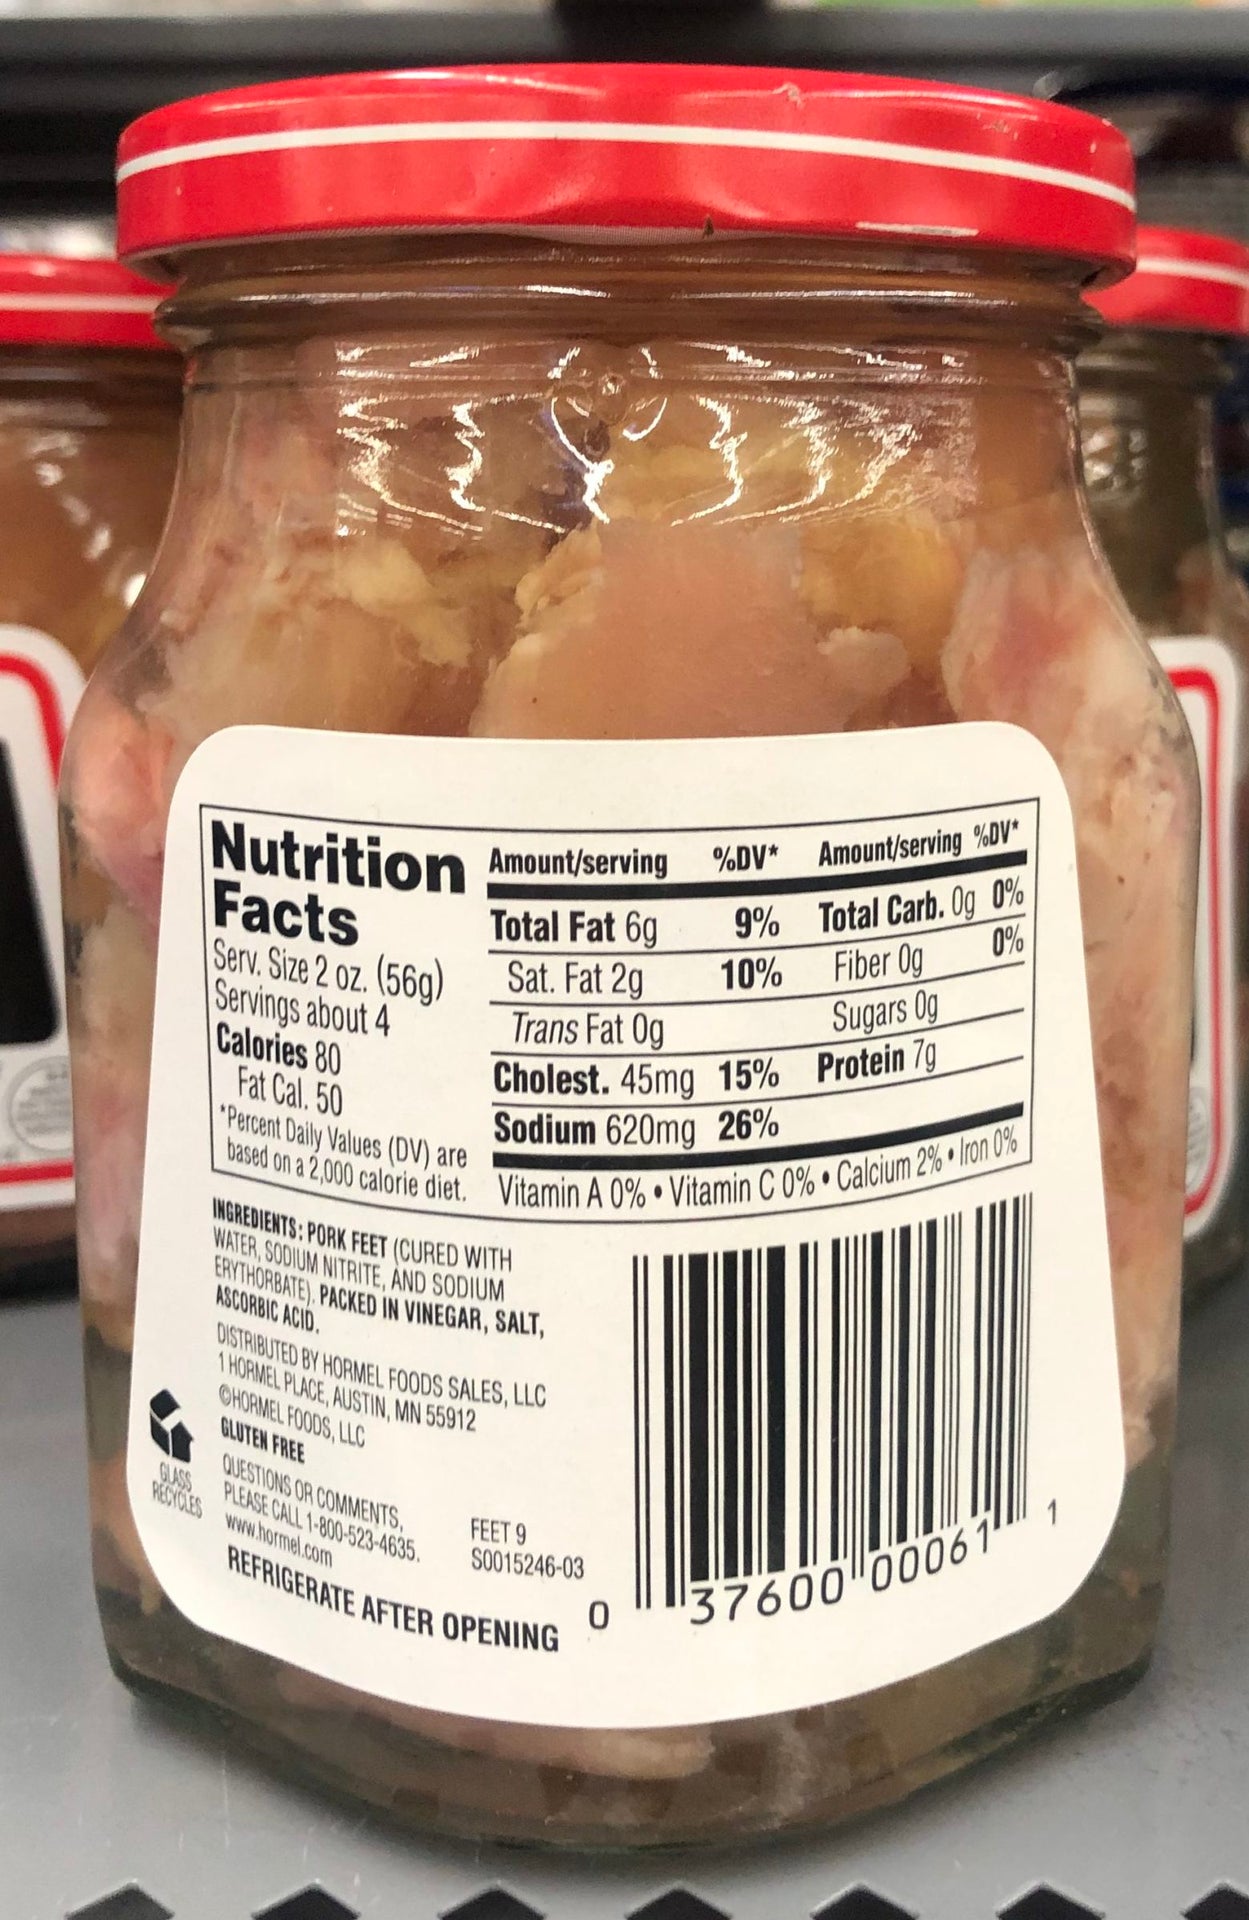 Nutrition
Facts
Serv. Size 2 oz. (56g)
Servings about 4
Calories 80
Fat Cal. 50
*Percent Daily Values (DV) are
based on a 2,000 calorie diet.
Amount/serving %DV* Amount/serving %DV*
Total Fat 6g 9% Total Carb. 0g 0%
Sat. Fat 2g 10% Fiber 0g 0%
Trans Fat 0g Sugars 0g
Cholest. 45mg 15% Protein 7g
Sodium 620mg 26%
Vitamin A 0% • Vitamin C 0% • Calcium 2% • Iron 0%
INGREDIENTS: PORK FEET (CURED WITH
WATER, SODIUM NITRITE, AND SODIUM
ERYTHORBATE). PACKED IN VINEGAR, SALT,
ASCORBIC ACID.
DISTRIBUTED BY HORMEL FOODS SALES, LLC
1 HORMEL PLACE, AUSTIN, MN 55912
©HORMEL FOODS, LLC
GLUTEN FREE
GLASS
RECYCLES
QUESTIONS OR COMMENTS,
PLEASE CALL 1-800-523-4635.
www.hormel.com
REFRIGERATE AFTER OPENING
FEET 9
S0015246-03
0 37600 00061 1